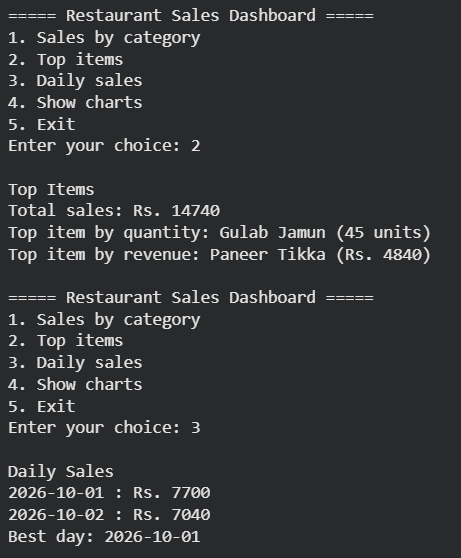 ===== Restaurant Sales Dashboard =====
1. Sales by category
2. Top items
3. Daily sales
4. Show charts
5. Exit
Enter your choice: 2
Top Items
Total sales: Rs. 14740
Top item by quantity: Gulab Jamun (45 units)
Top item by revenue: Paneer Tikka (Rs. 4840)
===== Restaurant Sales Dashboard =====
1. Sales by category
2. Top items
3. Daily sales
4. Show charts
5. Exit
Enter your choice: 3
Daily Sales
2026-10-01 : Rs. 7700
2026-10-02 : Rs. 7040
Best day: 2026-10-01